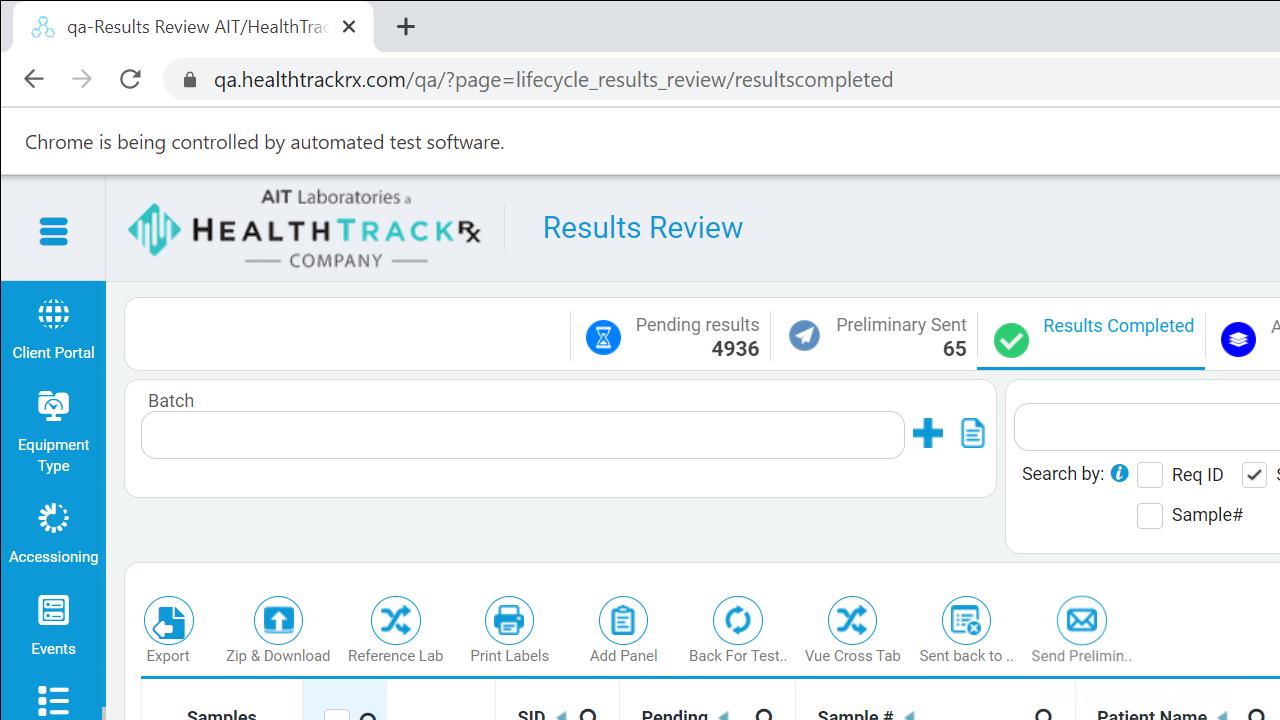 qa-Results Review AIT/HealthTrac
qa.healthtrackrx.com/qa/?page=lifecycle_results_review/resultscompleted
Chrome is being controlled by automated test software.
AIT Laboratories a
HEALTHTRACKRx
COMPANY
Results Review
Client Portal
Equipment
Type
Accessioning
Events
Pending results
4936
Preliminary Sent
65
Results Completed
A
Batch
Search by:
Req ID
S
Sample#
Export
Zip & Download
Reference Lab
Print Labels
Add Panel
Back For Test..
Vue Cross Tab
Sent back to ..
Send Prelimin..
Samples
SID
Pending
Sample #
Patient Name